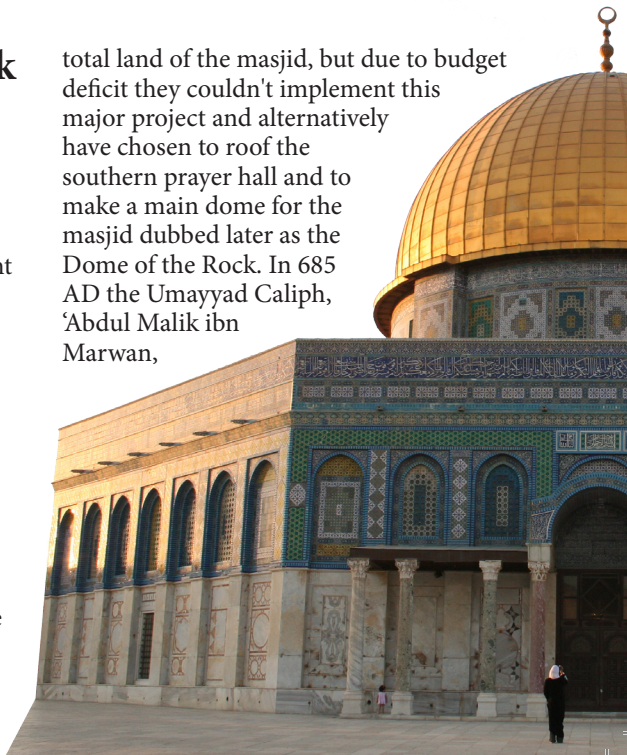 k
total land of the masjid, but due to budget
deficit they couldn't implement this
major project and alternatively
have chosen to roof the
southern prayer hall and to
make a main dome for the
masjid dubbed later as the
nt
Dome of the Rock. In 685
AD the Umayyad Caliph,
‘Abdul Malik ibn
Marwan,
e